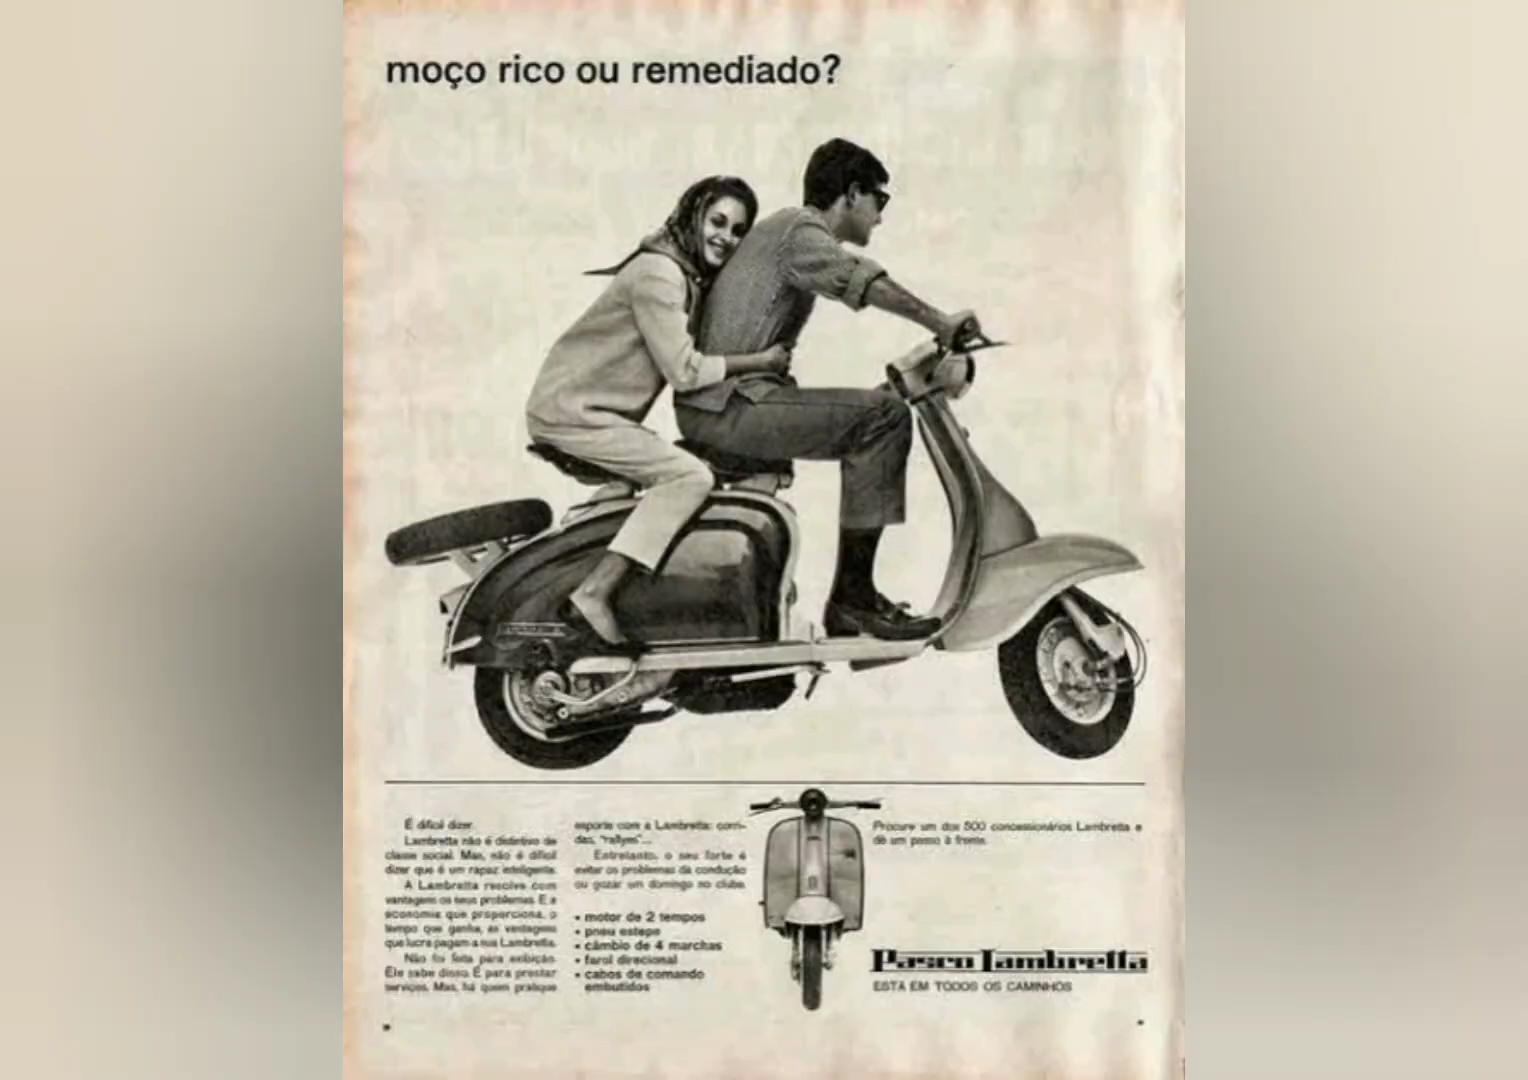 moço rico ou remediado?
É difícil dizer.
Lambretta não é distintivo de
classe social. Mas, não é difícil
dizer que é um rapaz inteligente.
A Lambretta resolve com
vantagens os seus problemas. E a
economia que proporciona, o
tempo que ganha, as vantagens
que lucra pagam a sua Lambretta.
Não foi feita para exibição.
Ele sabe disso. É para prestar
serviços. Mas, há quem pratique
esporte com a Lambretta: corri-
das, "rallyes"...
Entretanto, o seu forte é
evitar os problemas da condução
ou gozar um domingo no clube.
• motor de 2 tempos
• pneu estepe
• câmbio de 4 marchas
• farol direcional
• cabos de comando
embutidos
Procure um dos 500 concessionários Lambretta e
dê um passo à frente.
Pasco Lambretta
ESTÁ EM TODOS OS CAMINHOS